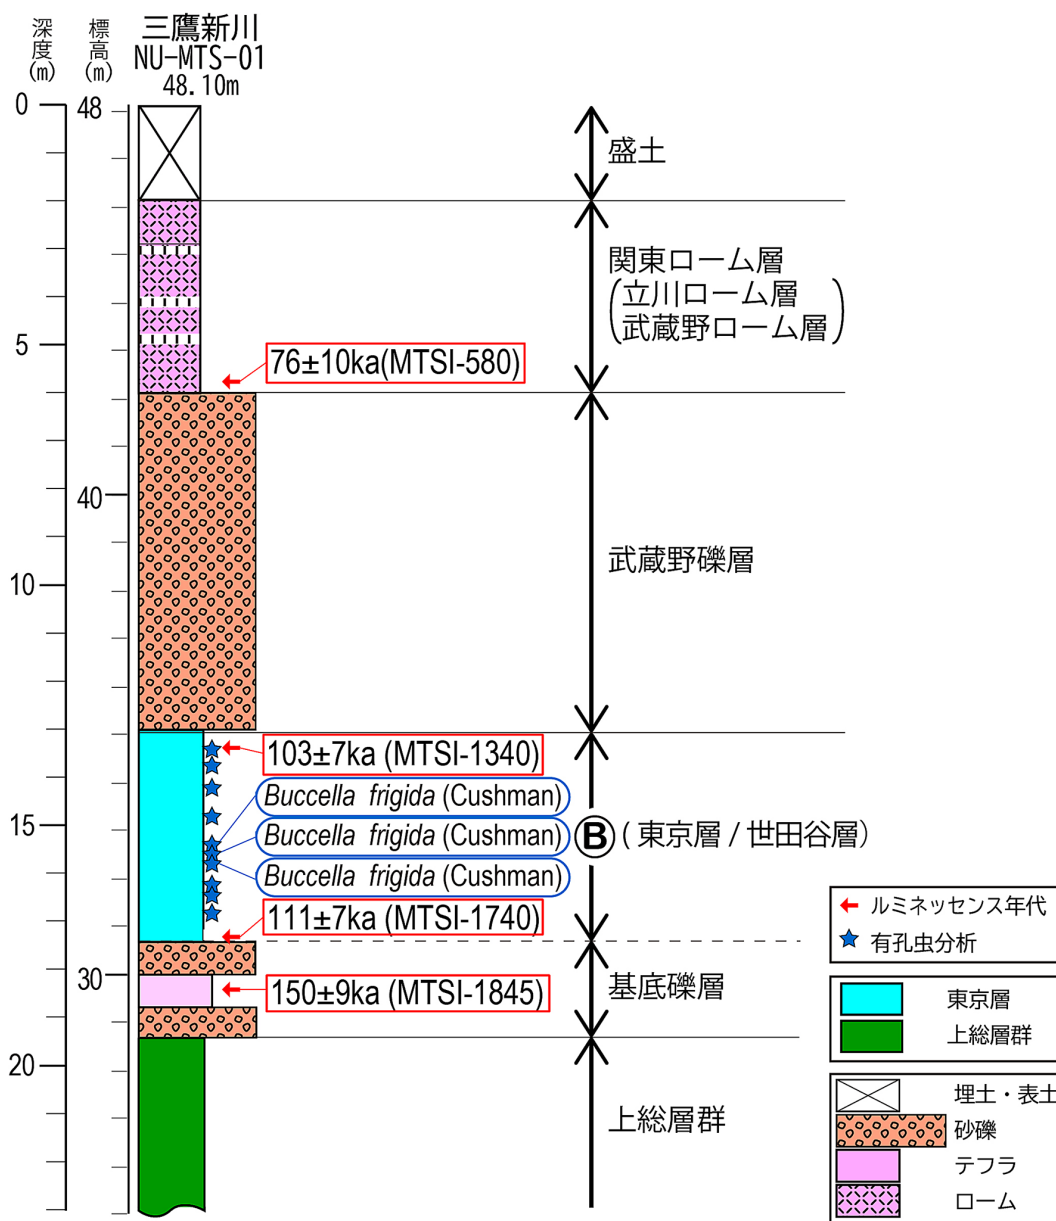 深度(m)
標高(m)
三鷹新川
NU-MTS-01
48.10m
0
48
盛土
関東ローム層
(立川ローム層
武蔵野ローム層)
5
76±10ka(MTSI-580)
40
武蔵野礫層
10
103±7ka (MTSI-1340)
Buccella frigida (Cushman)
15
Buccella frigida (Cushman)
B (東京層 / 世田谷層)
Buccella frigida (Cushman)
111±7ka (MTSI-1740)
30
150±9ka (MTSI-1845)
基底礫層
20
上総層群
ルミネッセンス年代
有孔虫分析
東京層
上総層群
埋土・表土
砂礫
テフラ
ローム